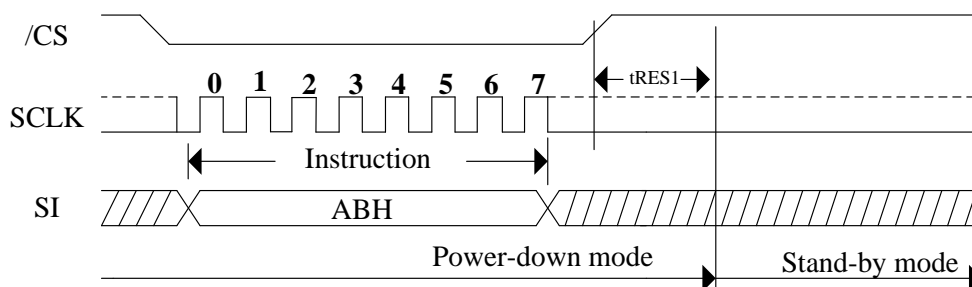 /CS
tRES1
0 1 2 3 4 5 6 7
SCLK
Instruction
SI
ABH
Power-down mode
Stand-by mode